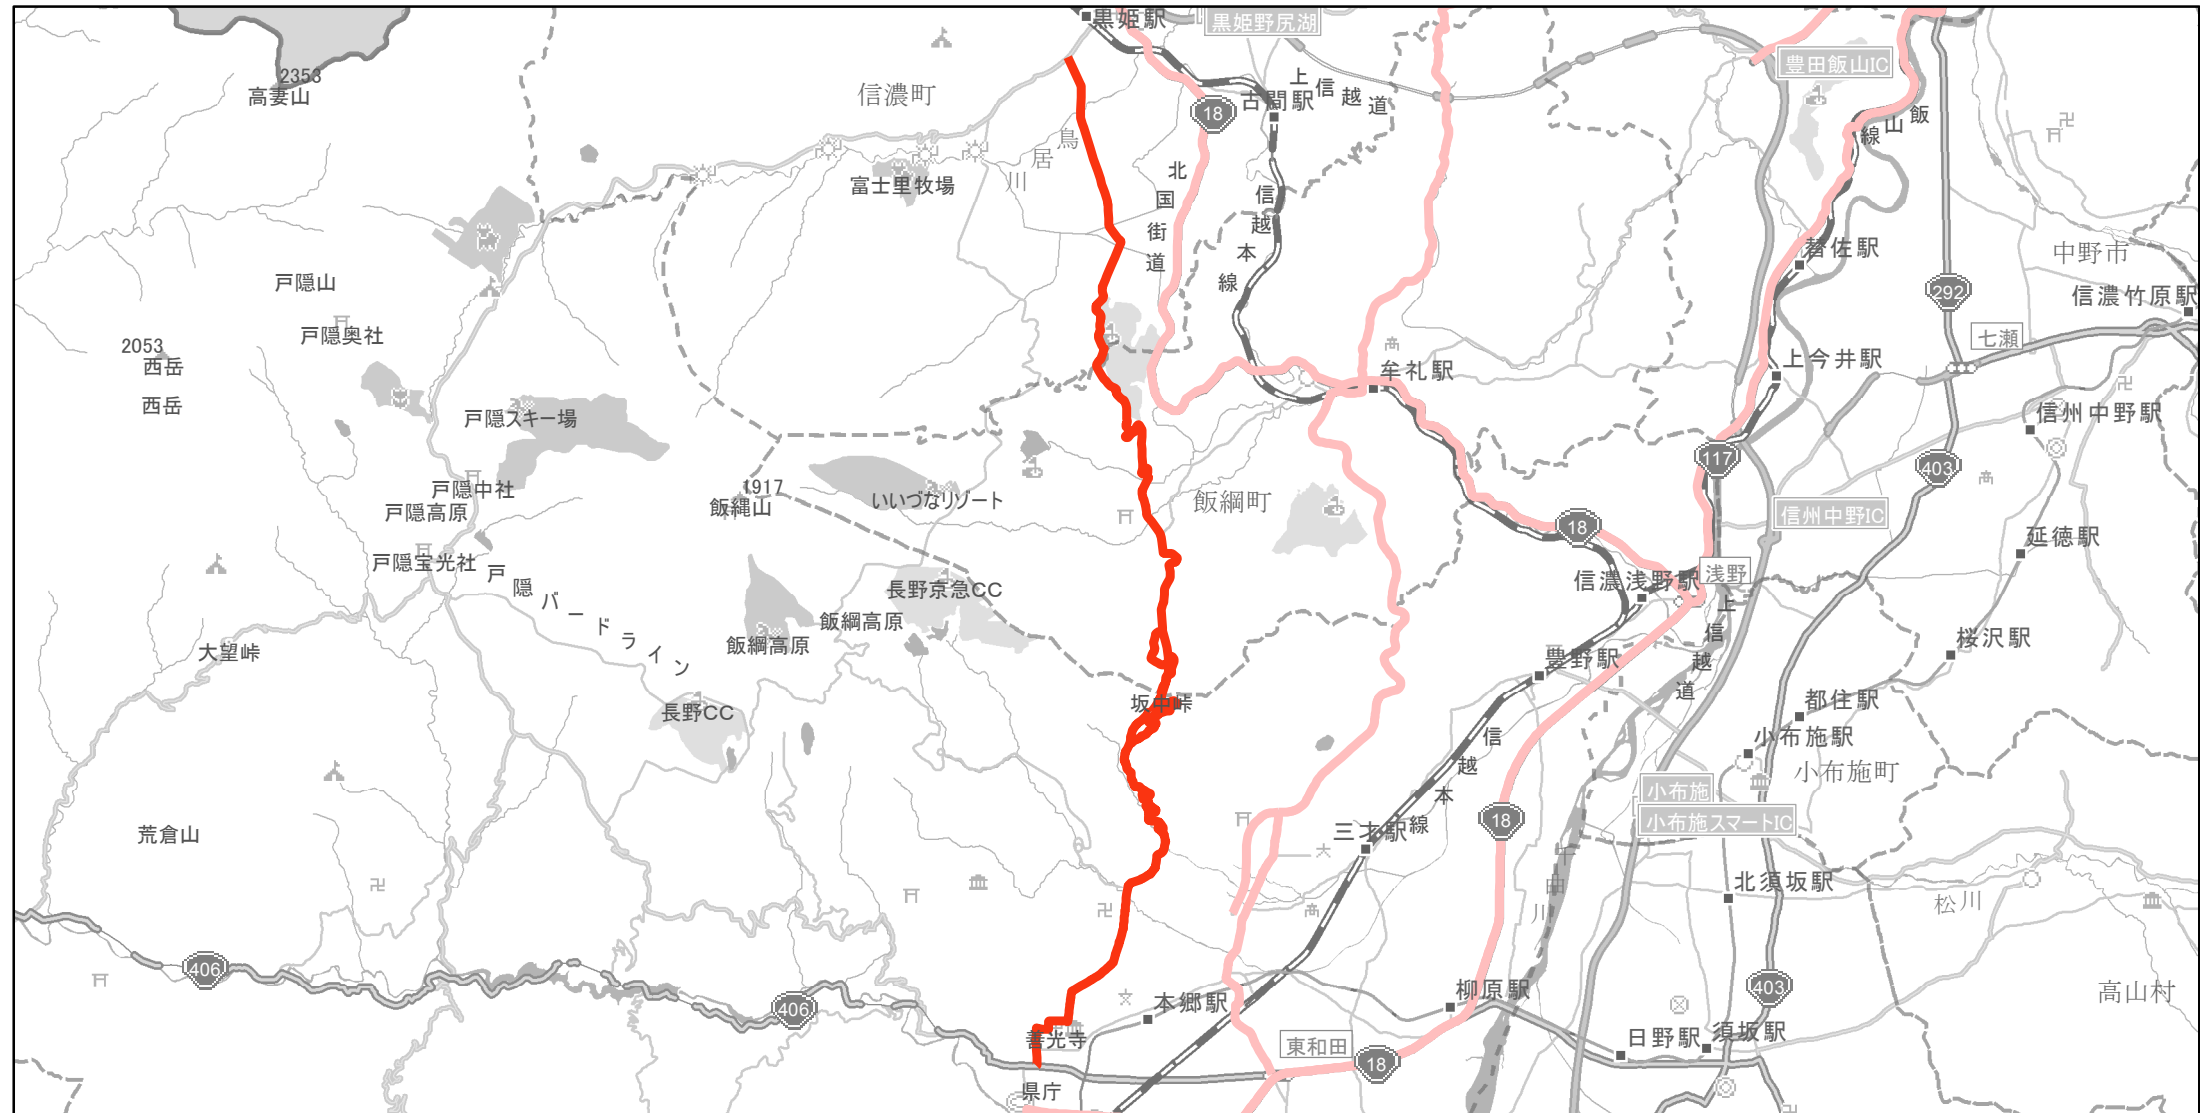 黒姫駅
黒姫野尻湖
豊田飯山IC
2353
高妻山
信濃町
18
古間駅
上信越道
飯山線
鳥居川
富士里牧場
北国街道
信越本線
替佐駅
中野市
戸隠山
292
信濃竹原駅
戸隠奥社
七瀬
2053
西岳
西岳
牟礼駅
上今井駅
戸隠スキー場
信州中野駅
117
403
戸隠中社
1917
飯縄山
いいづなリゾート
飯綱町
戸隠高原
信州中野IC
18
延徳駅
戸隠宝光社
戸隠バードライン
長野京急CC
信濃浅野駅
浅野
飯綱高原
飯綱高原
上信越道
大望峠
豊野駅
桜沢駅
坂中峠
長野CC
都住駅
小布施駅
信越本線
小布施町
小布施
小布施スマートIC
18
荒倉山
三才駅
千曲川
北須坂駅
松川
406
406
本郷駅
柳原駅
403
高山村
善光寺
東和田
18
日野駅
須坂駅
県庁